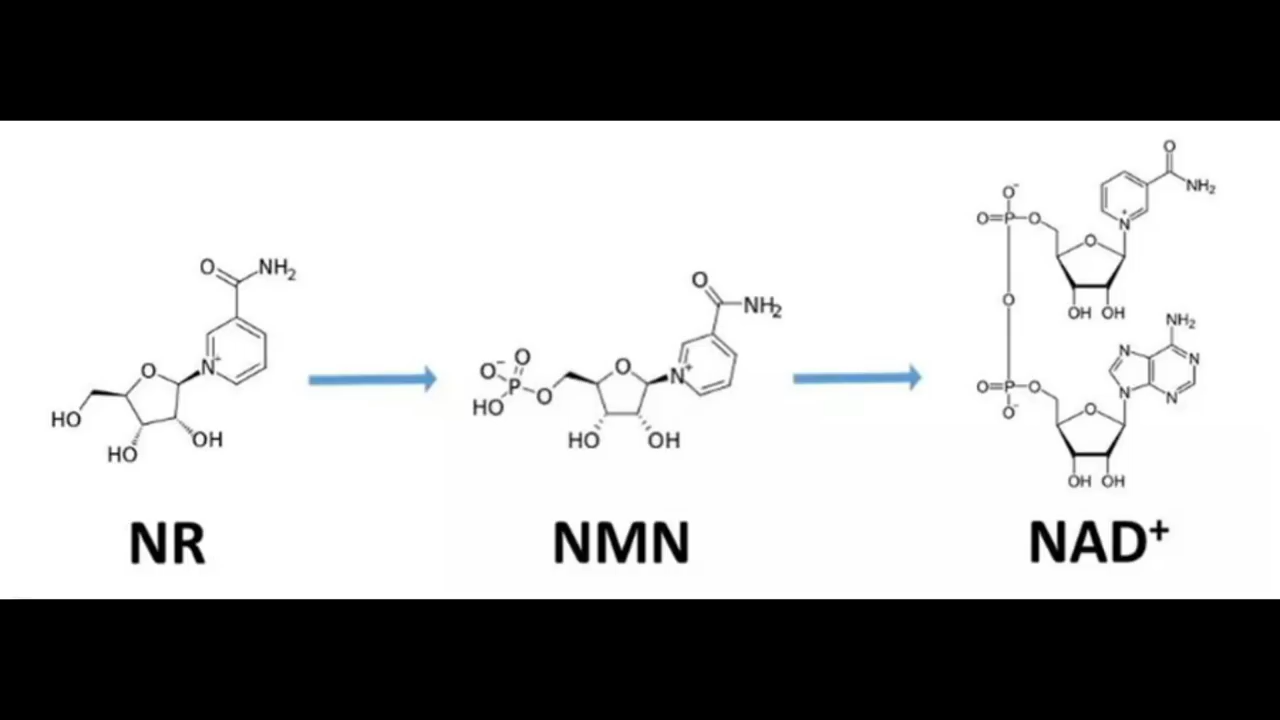 O NH₂
O N⁺
HO
HO OH
NR
O NH₂
O⁻ O
P O N⁺
HO O
HO OH
NMN
O
O⁻ NH₂
O=P-O N⁺
O
OH OH
O
NH₂
N N
O=P-O N N
O⁻ O
OH OH
NAD⁺